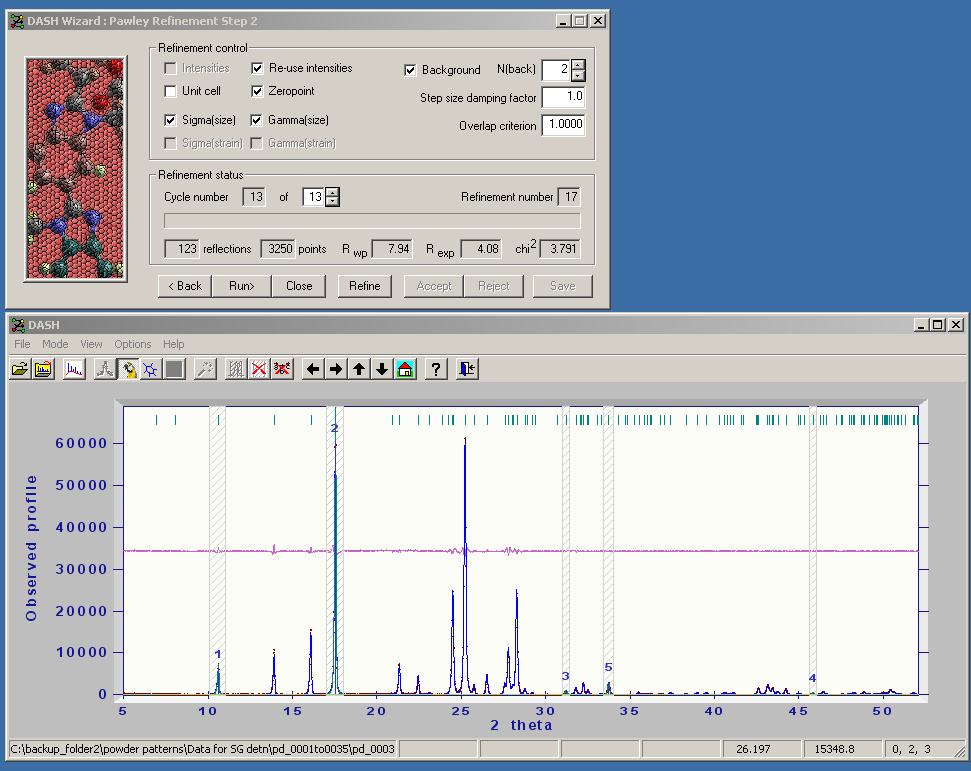 DASH Wizard : Pawley Refinement Step 2
Refinement control
Intensities Re-use intensities Background N(back) 2
Unit cell Zeropoint Step size damping factor 1.0
Sigma(size) Gamma(size) Overlap criterion 1.0000
Sigma(strain) Gamma(strain)
Refinement status
Cycle number 13 of 13 Refinement number 17
123 reflections 3250 points R wp 7.94 R exp 4.08 chi2 3.791
< Back Run> Close Refine Accept Reject Save
DASH
File Mode View Options Help
?
Observed profile
60000
50000
40000
30000
20000
10000
0
2
1
3
5
4
5 10 15 20 25 30 35 40 45 50
2 theta
C:\backup_folder2\powder patterns\Data for SG detn\pd_0001to0035\pd_0003 26.197 15348.8 0, 2, 3